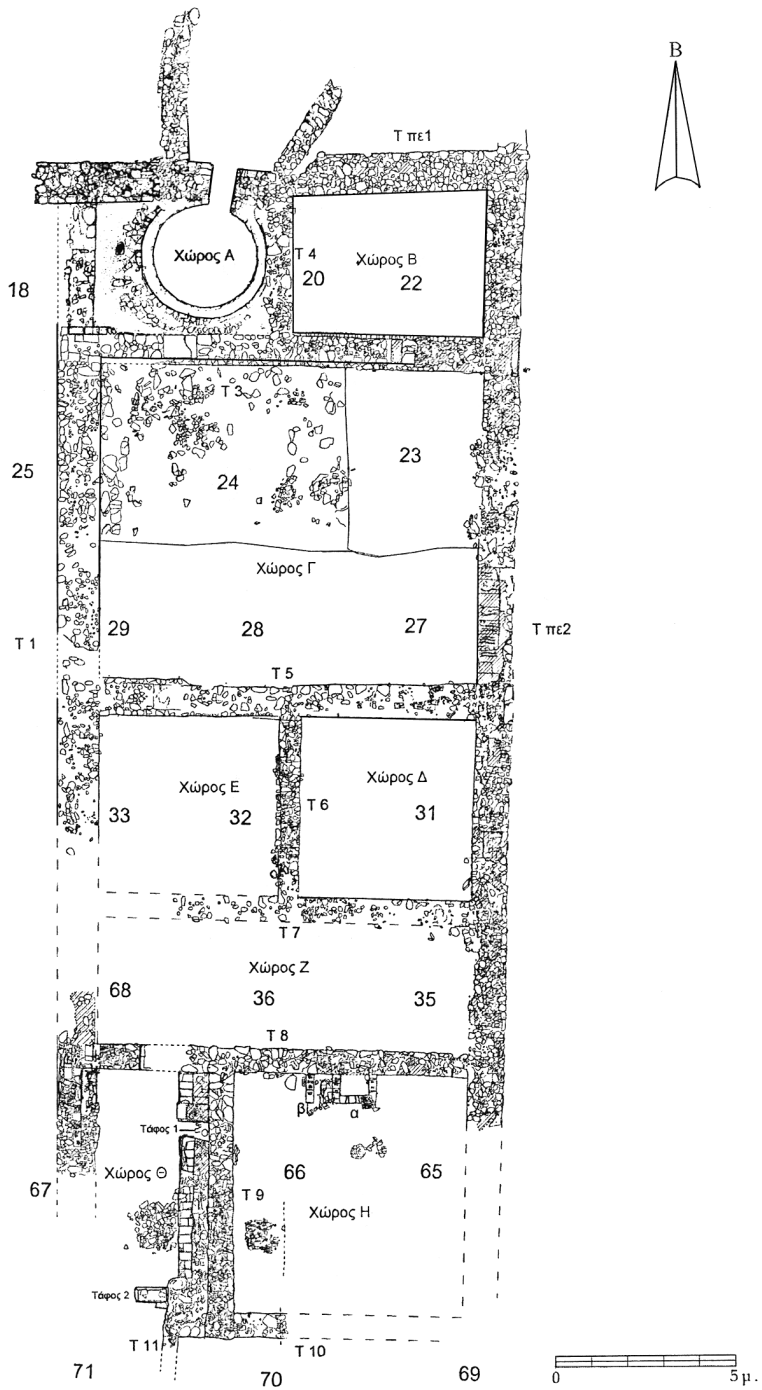 Β
Τ πε1
Χώρος Α
Τ 4
Χώρος Β
18
20
22
Τ 3
25
24
23
Χώρος Γ
29
28
27
Τ πε2
Τ 1
Τ 5
Χώρος Ε
Χώρος Δ
33
32
Τ 6
31
Τ 7
Χώρος Ζ
68
36
35
Τ 8
β
α
Τάφος 1
Χώρος Θ
66
65
67
Τ 9
Χώρος Η
Τάφος 2
Τ 11
Τ 10
71
70
69
0
5 μ.